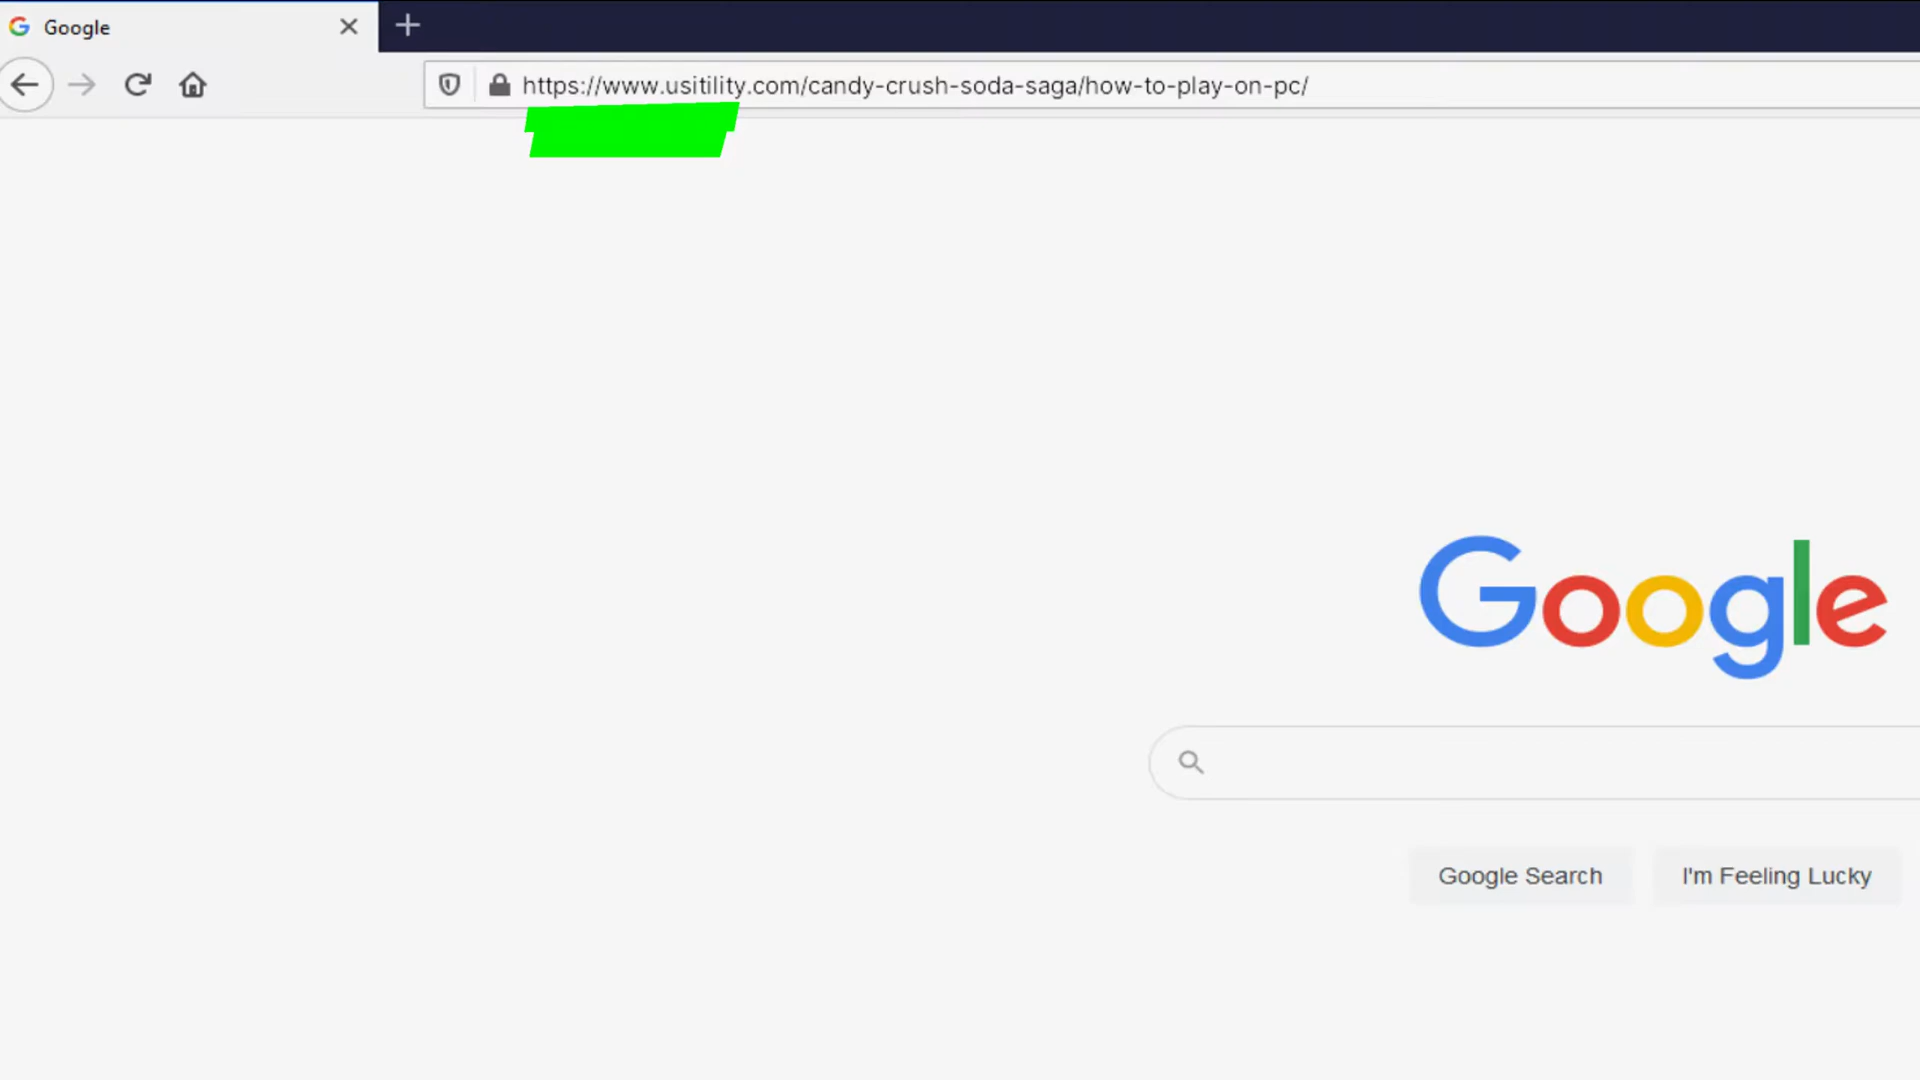 Google
https://www.usitility.com/candy-crush-soda-saga/how-to-play-on-pc/
Google
Google Search
I'm Feeling Lucky